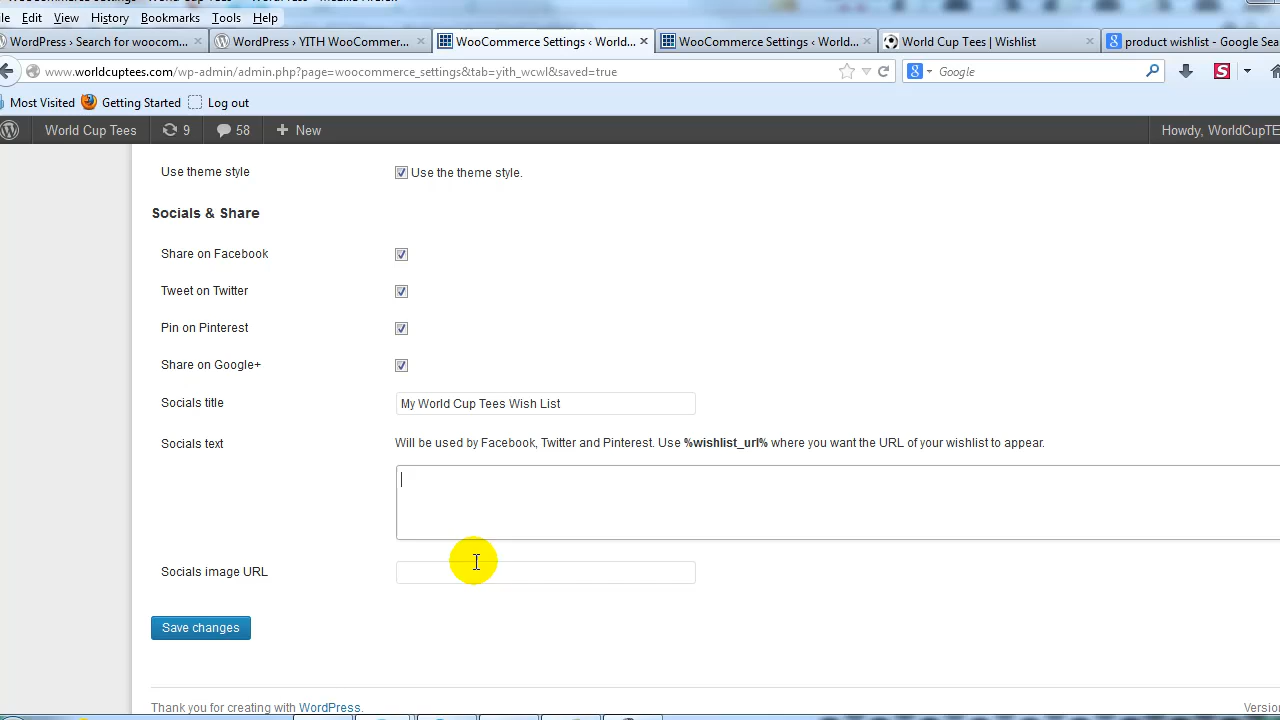 Edit View History Bookmarks Tools Help
WordPress › Search for woocom... × WordPress › YITH WooCommer... × WooCommerce Settings ‹ World... × WooCommerce Settings ‹ World... × World Cup Tees | Wishlist × product wishlist - Google Sea
www.worldcuptees.com/wp-admin/admin.php?page=woocommerce_settings&tab=yith_wcwl&saved=true Google
Most Visited Getting Started Log out
World Cup Tees 9 58 + New Howdy, WorldCupTE
Use theme style Use the theme style.
Socials & Share
Share on Facebook
Tweet on Twitter
Pin on Pinterest
Share on Google+
Socials title My World Cup Tees Wish List
Socials text Will be used by Facebook, Twitter and Pinterest. Use %wishlist_url% where you want the URL of your wishlist to appear.
Socials image URL
Save changes
Thank you for creating with WordPress. Versio